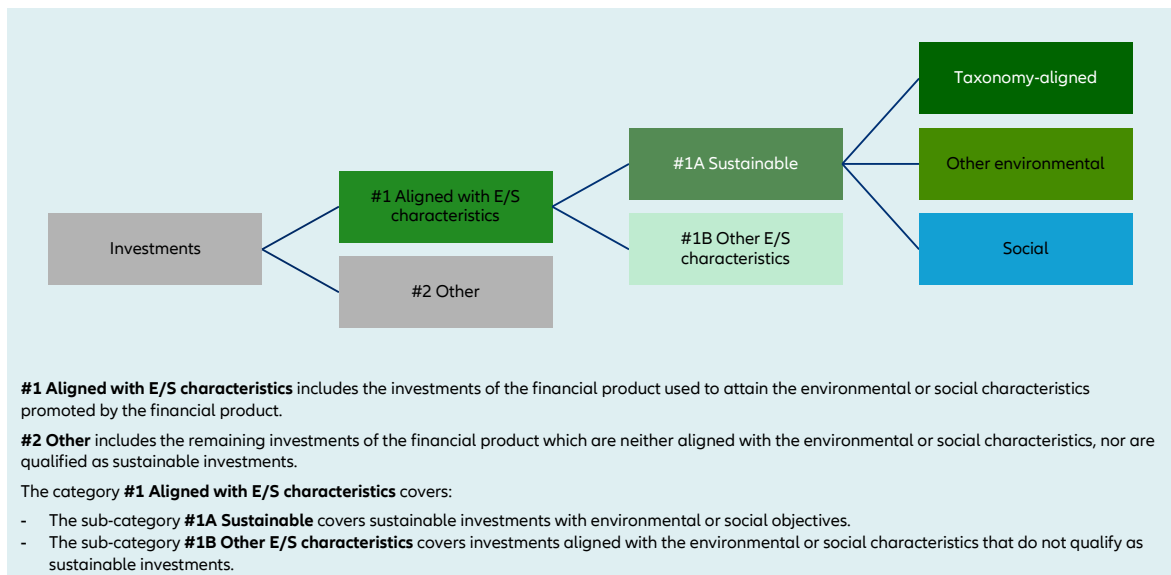 Taxonomy-aligned
#1A Sustainable
Other environmental
#1 Aligned with E/S
characteristics
#1B Other E/S
characteristics
Investments
Social
#2 Other
#1 Aligned with E/S characteristics includes the investments of the financial product used to attain the environmental or social characteristics
promoted by the financial product.
#2 Other includes the remaining investments of the financial product which are neither aligned with the environmental or social characteristics, nor are
qualified as sustainable investments.
The category #1 Aligned with E/S characteristics covers:
- The sub-category #1A Sustainable covers sustainable investments with environmental or social objectives.
- The sub-category #1B Other E/S characteristics covers investments aligned with the environmental or social characteristics that do not qualify as
sustainable investments.